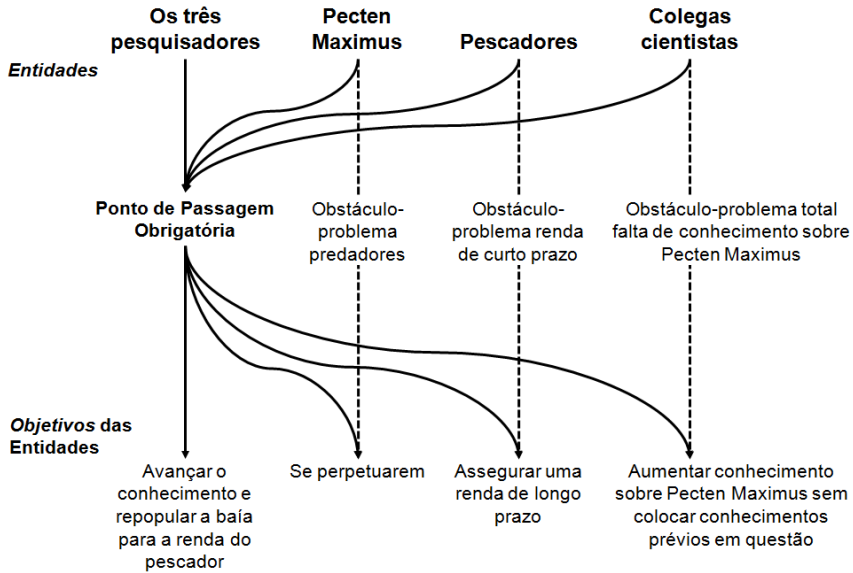 Os três
pesquisadores
Pecten
Maximus
Pescadores
Colegas
cientistas
Entidades
Ponto de Passagem
Obrigatória
Obstáculo-
problema
predadores
Obstáculo-
problema renda
de curto prazo
Obstáculo-problema total
falta de conhecimento sobre
Pecten Maximus
Objetivos das
Entidades
Avançar o
conhecimento e
repopular a baía
para a renda do
pescador
Se perpetuarem
Assegurar uma
renda de longo
prazo
Aumentar conhecimento
sobre Pecten Maximus sem
colocar conhecimentos
prévios em questão